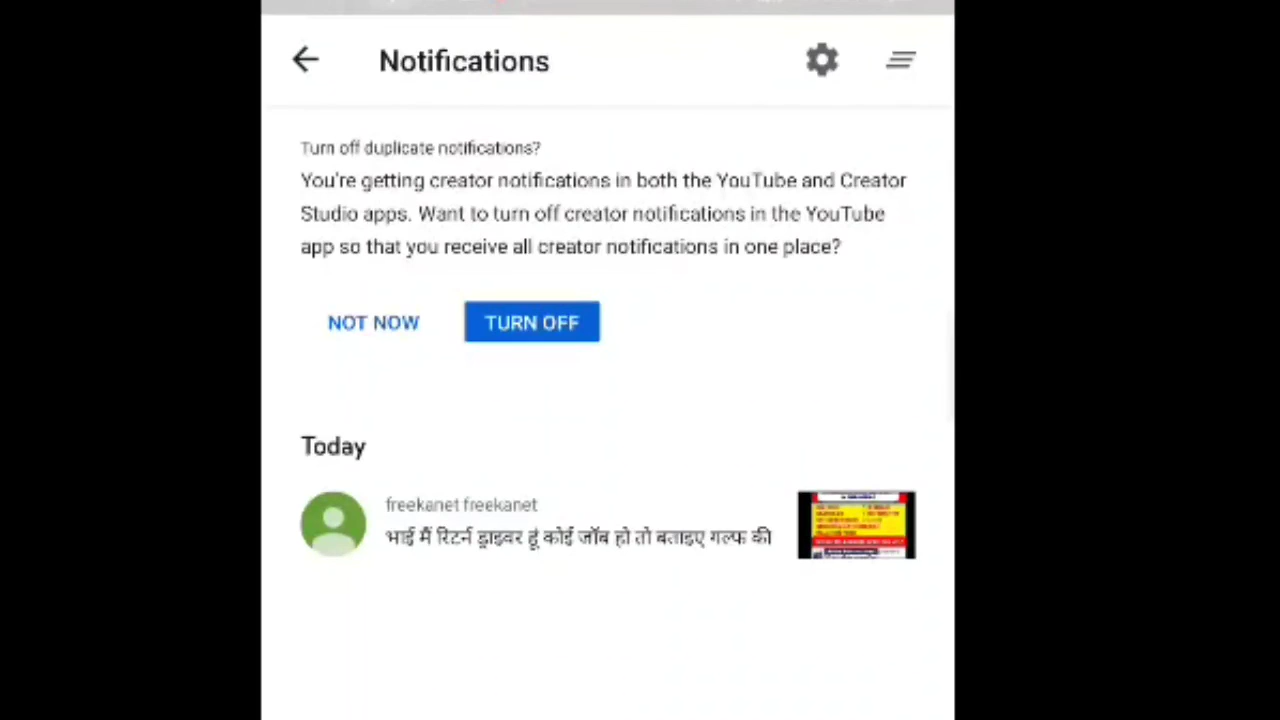 Notifications
Turn off duplicate notifications?
You're getting creator notifications in both the YouTube and Creator
Studio apps. Want to turn off creator notifications in the YouTube
app so that you receive all creator notifications in one place?
NOT NOW TURN OFF
Today
freekanet freekanet
भाई मैं रिटर्न ड्राइवर हूं कोई जॉब हो तो बताइए गल्फ की